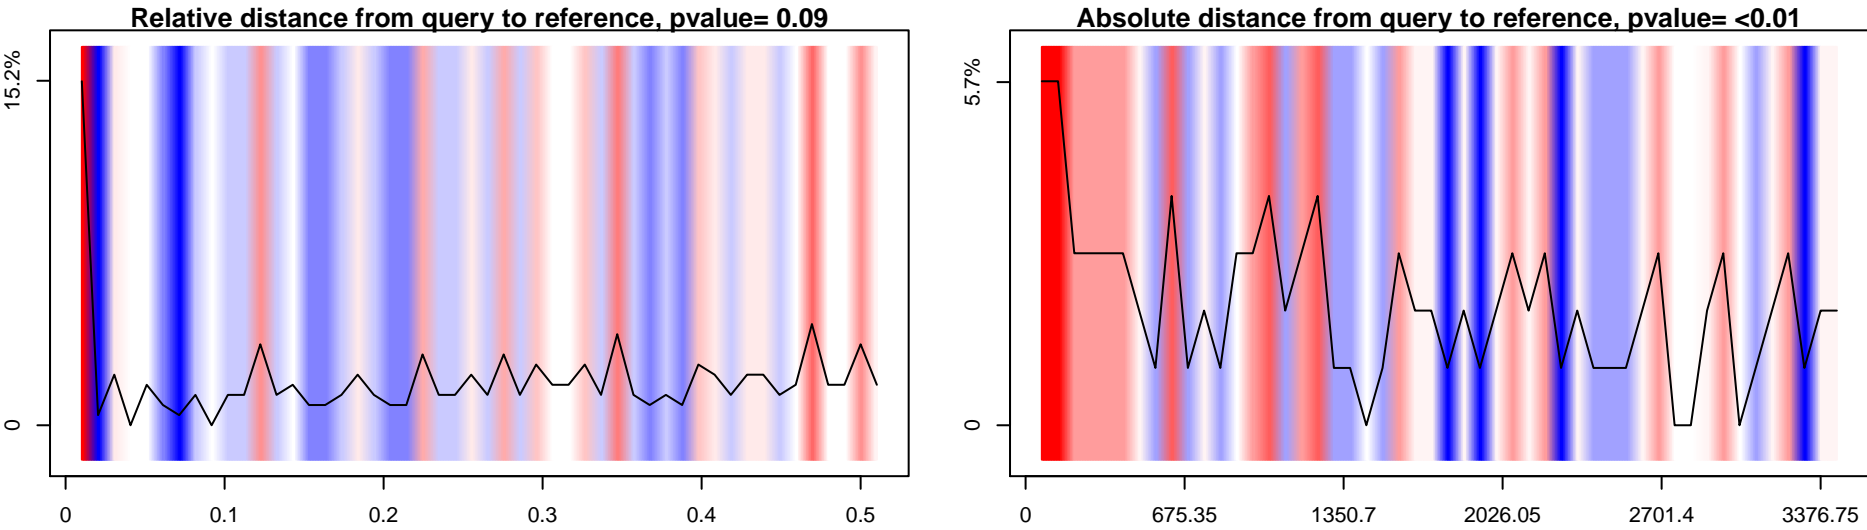 Relative distance from query to reference, pvalue= 0.09
15.2%
0
0 0.1 0.2 0.3 0.4 0.5
Absolute distance from query to reference, pvalue= <0.01
5.7%
0
0 675.35 1350.7 2026.05 2701.4 3376.75